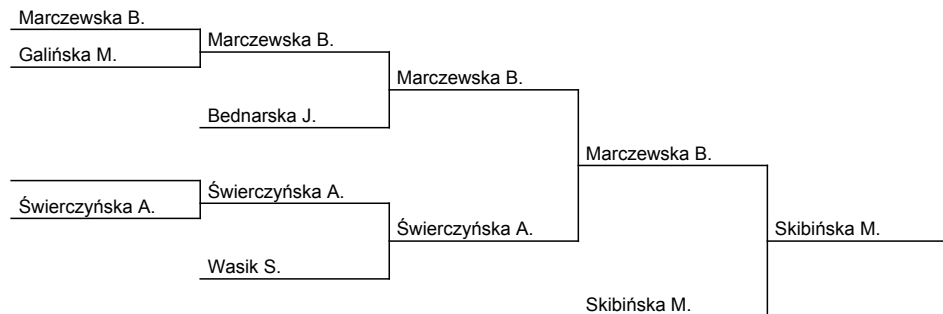 Marczewska B.
Galińska M.
Marczewska B.
Bednarska J.
Marczewska B.
Świerczyńska A.
Świerczyńska A.
Wasik S.
Świerczyńska A.
Marczewska B.
Skibińska M.
Skibińska M.